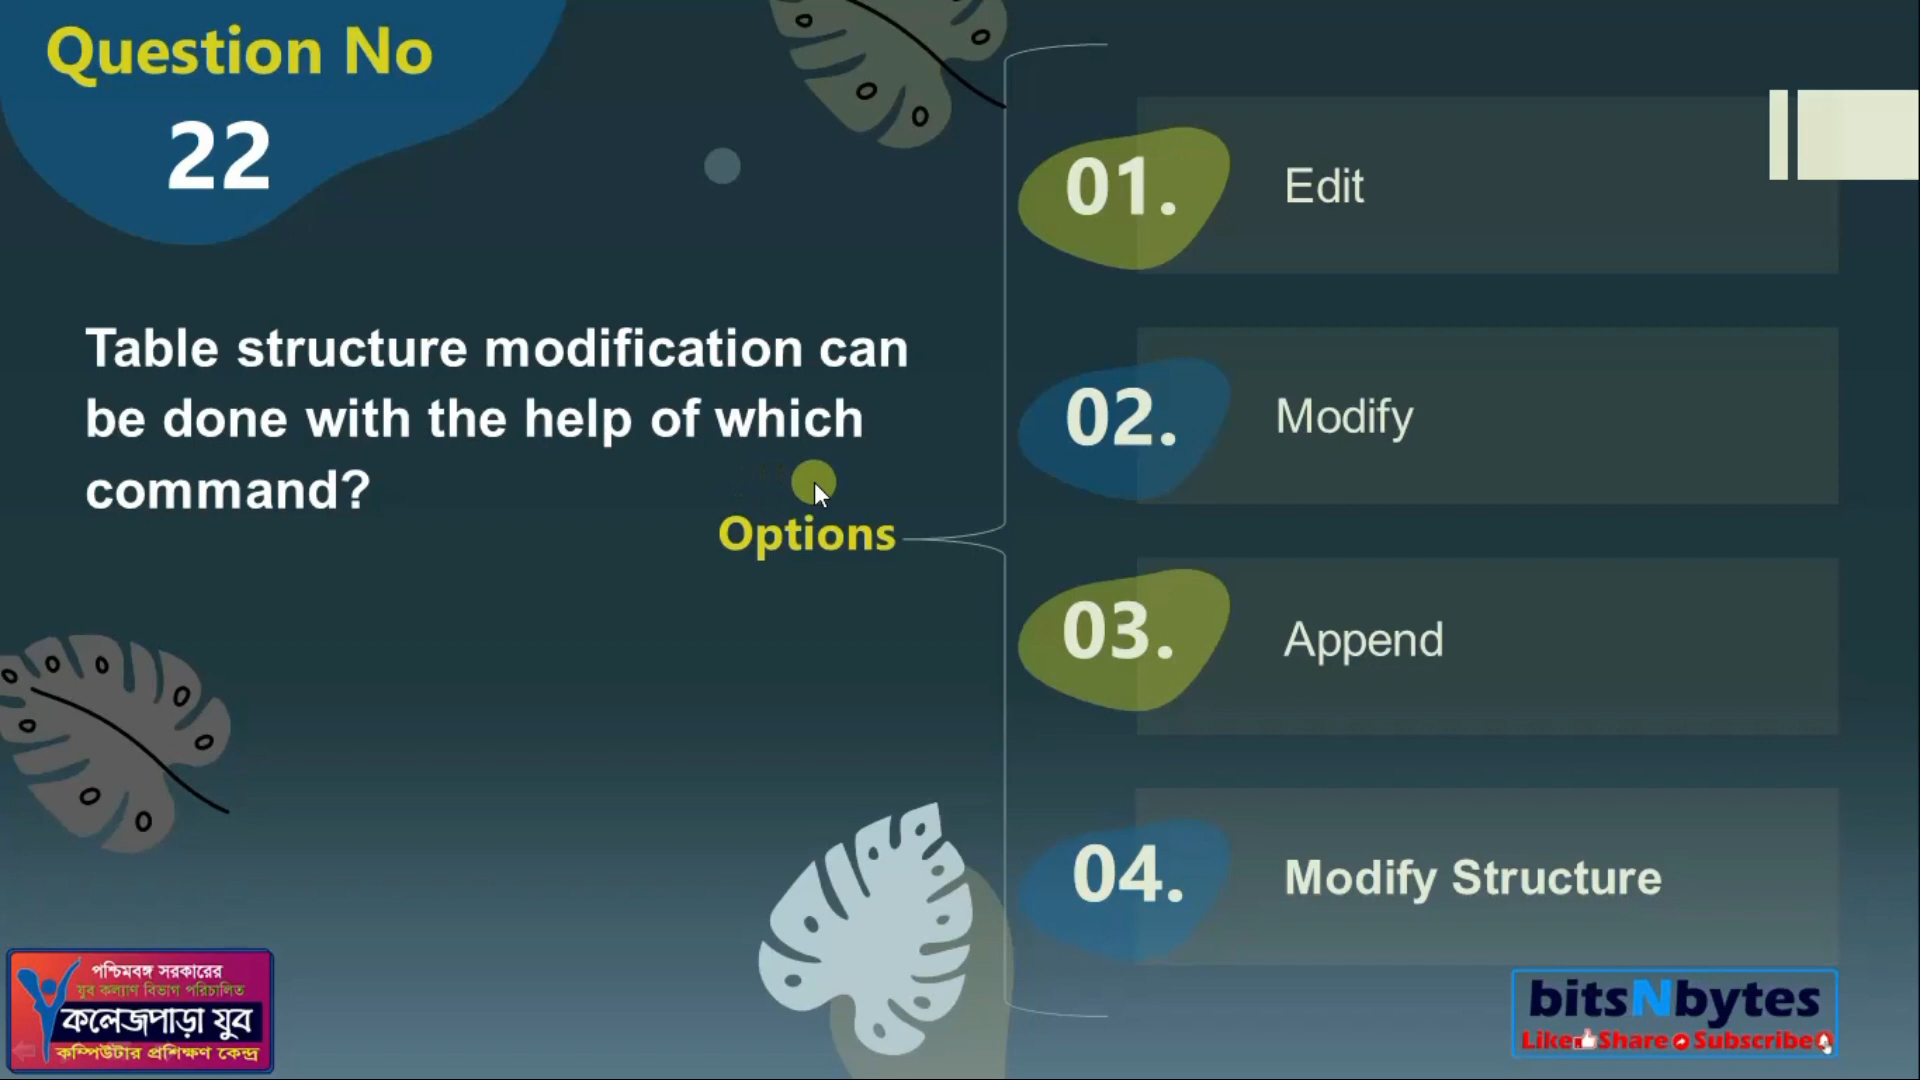 Question No
22
Table structure modification can
be done with the help of which
command?
Options
01.
Edit
02.
Modify
03.
Append
04.
Modify Structure
পশ্চিমবঙ্গ সরকারের
যুব কল্যাণ বিভাগ পরিচালিত
কলেজপাড়া যুব
কম্পিউটার প্রশিক্ষণ কেন্দ্র
bitsNbytes
Like Share Subscribe